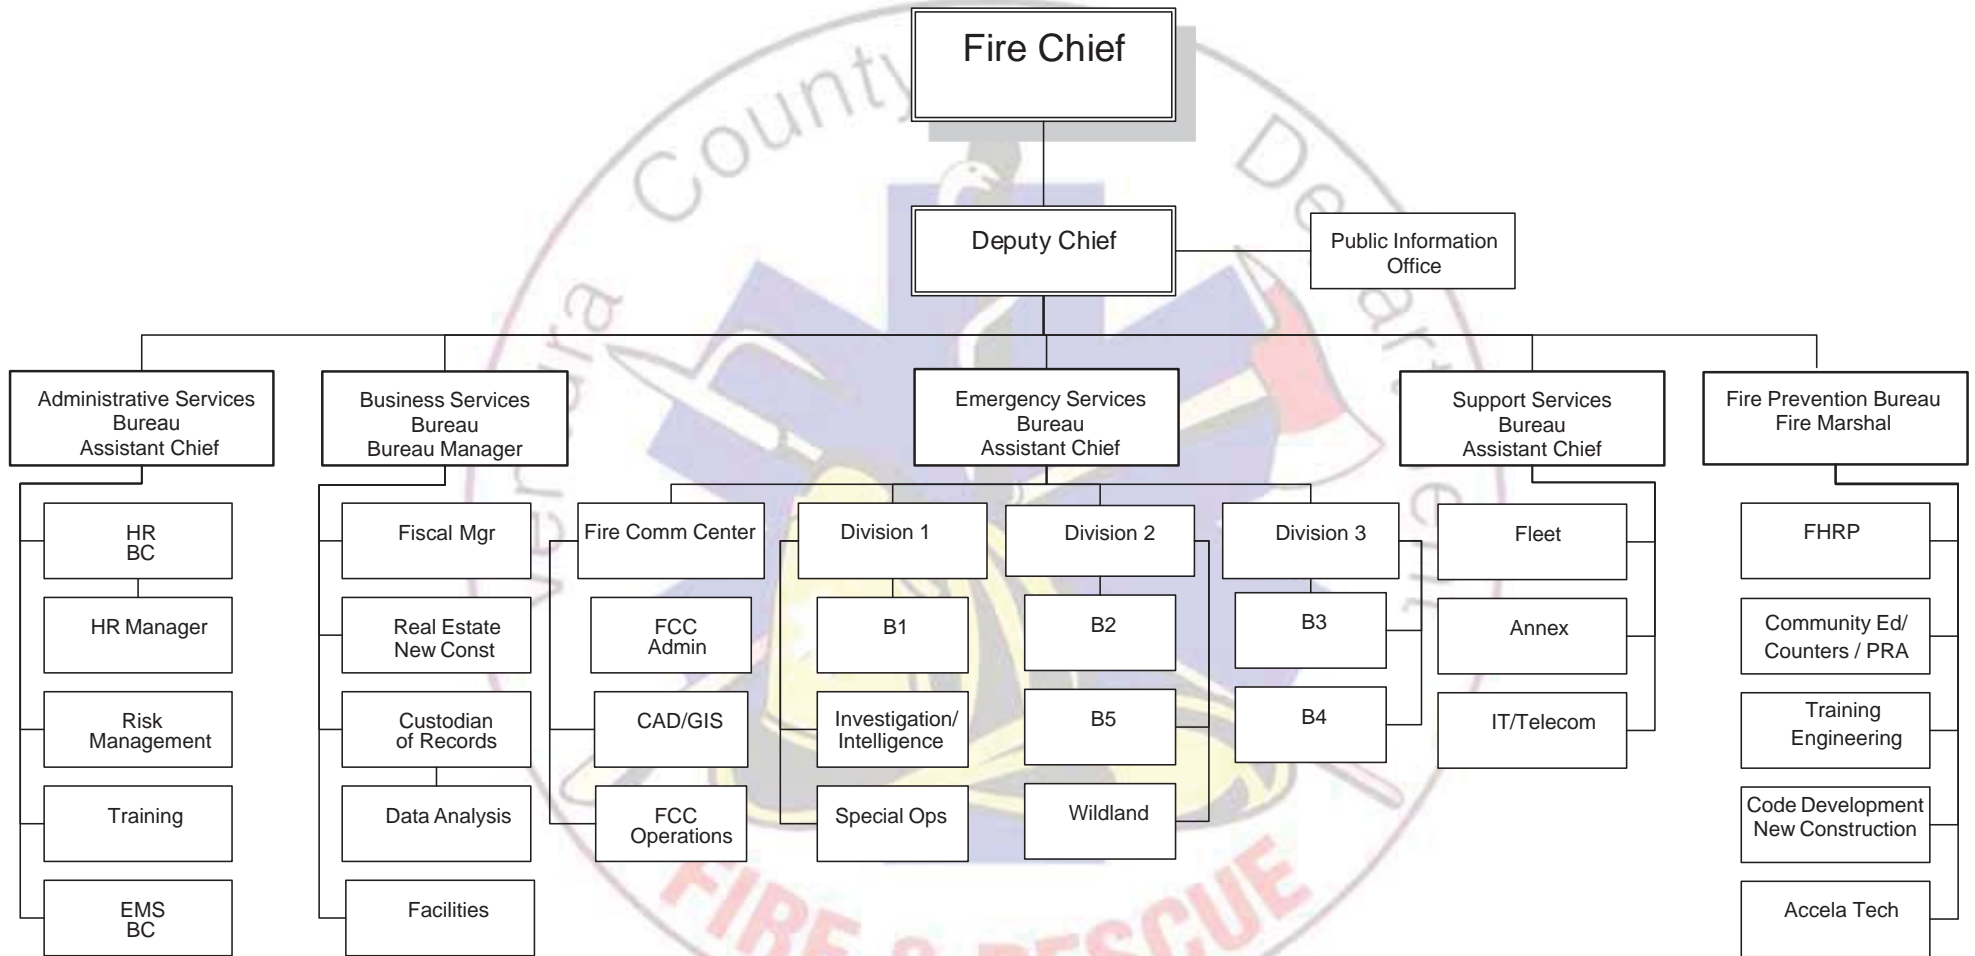 Fire Chief
Deputy Chief
Public Information
Office
Administrative Services
Bureau
Assistant Chief
Business Services
Bureau
Bureau Manager
Emergency Services
Bureau
Assistant Chief
Support Services
Bureau
Assistant Chief
Fire Prevention Bureau
Fire Marshal
HR
BC
HR Manager
Risk
Management
Training
EMS
BC
Fiscal Mgr
Real Estate
New Const
Custodian
of Records
Data Analysis
Facilities
Fire Comm Center
FCC
Admin
CAD/GIS
FCC
Operations
Division 1
B1
Investigation/
Intelligence
Special Ops
Division 2
B2
B5
Wildland
Division 3
B3
B4
Fleet
Annex
IT/Telecom
FHRP
Community Ed/
Counters / PRA
Training
Engineering
Code Development
New Construction
Accela Tech
Ventura County Department
FIRE & RESCUE